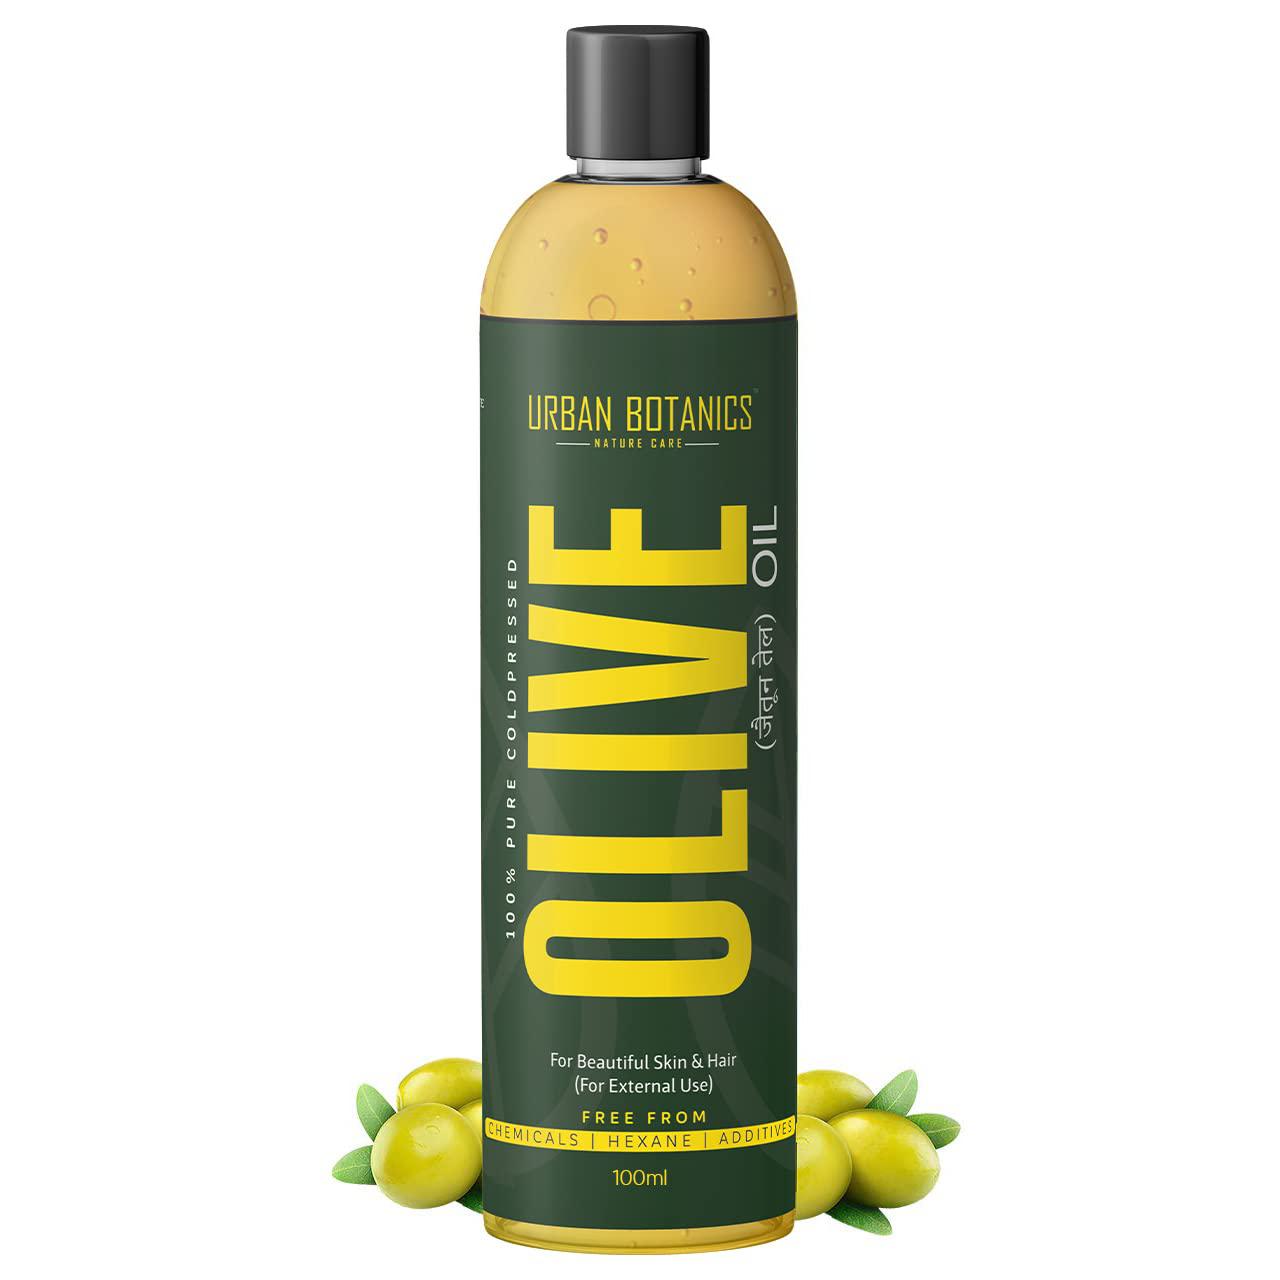 URBAN BOTANICS™
NATURE CARE
100% PURE COLDPRESSED
OLIVE
(जैतून तेल) OIL
For Beautiful Skin & Hair
(For External Use)
FREE FROM
CHEMICALS | HEXANE | ADDITIVES
100ml